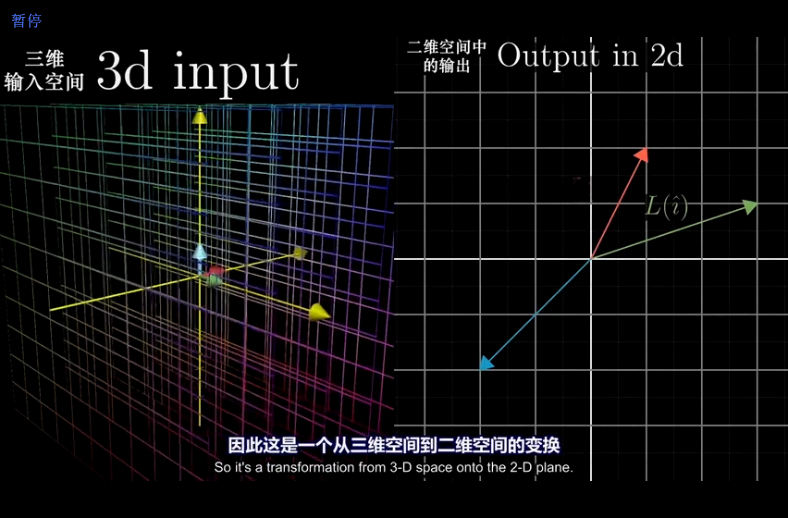 暂停
三维
输入空间
3d input
二维空间中
的输出
Output in 2d
L(î)
因此这是一个从三维空间到二维空间的变换
So it's a transformation from 3-D space onto the 2-D plane.